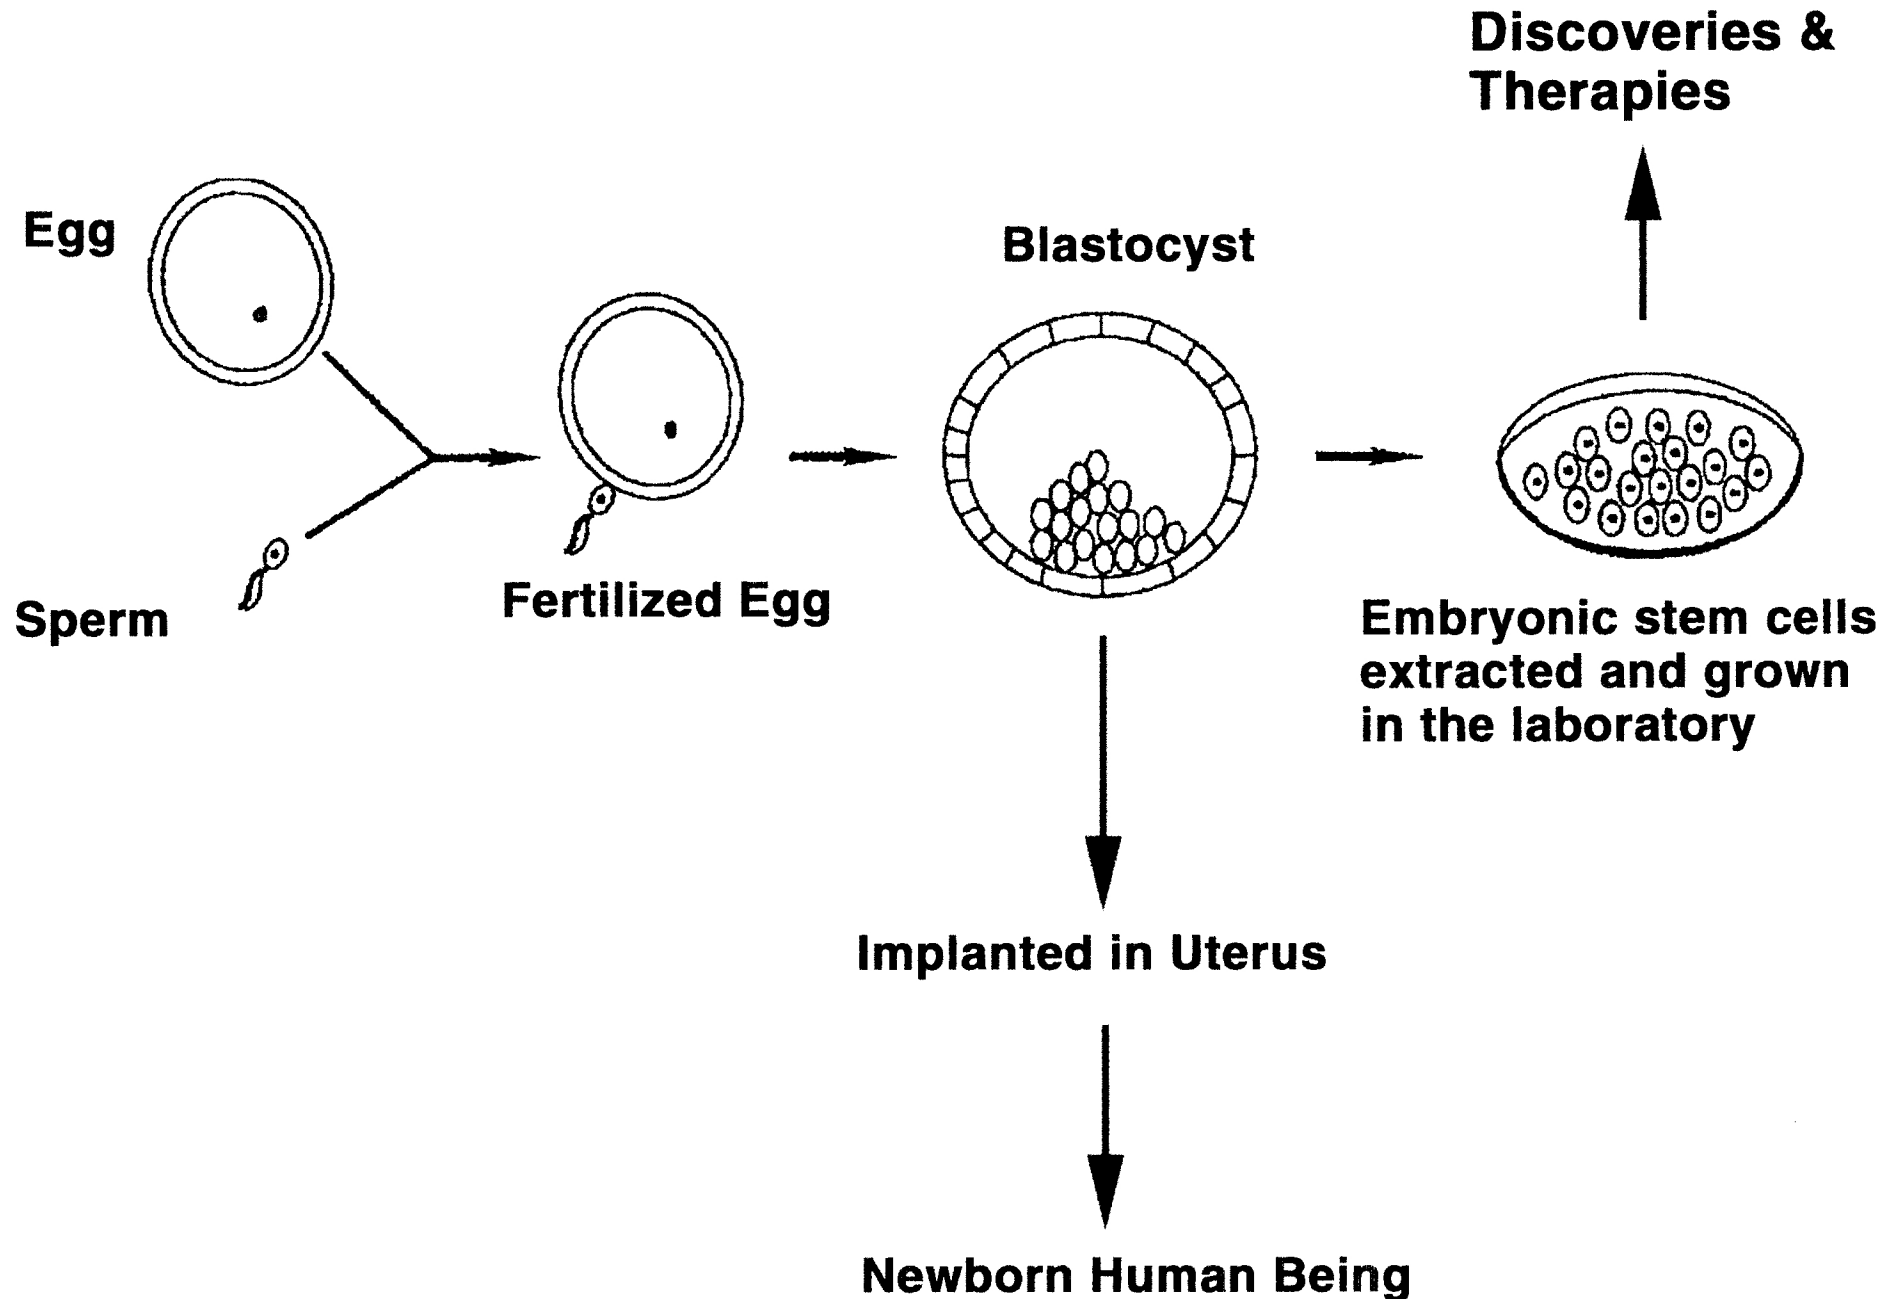 Discoveries &
Therapies
Egg
Blastocyst
Sperm
Fertilized Egg
Embryonic stem cells
extracted and grown
in the laboratory
Implanted in Uterus
Newborn Human Being